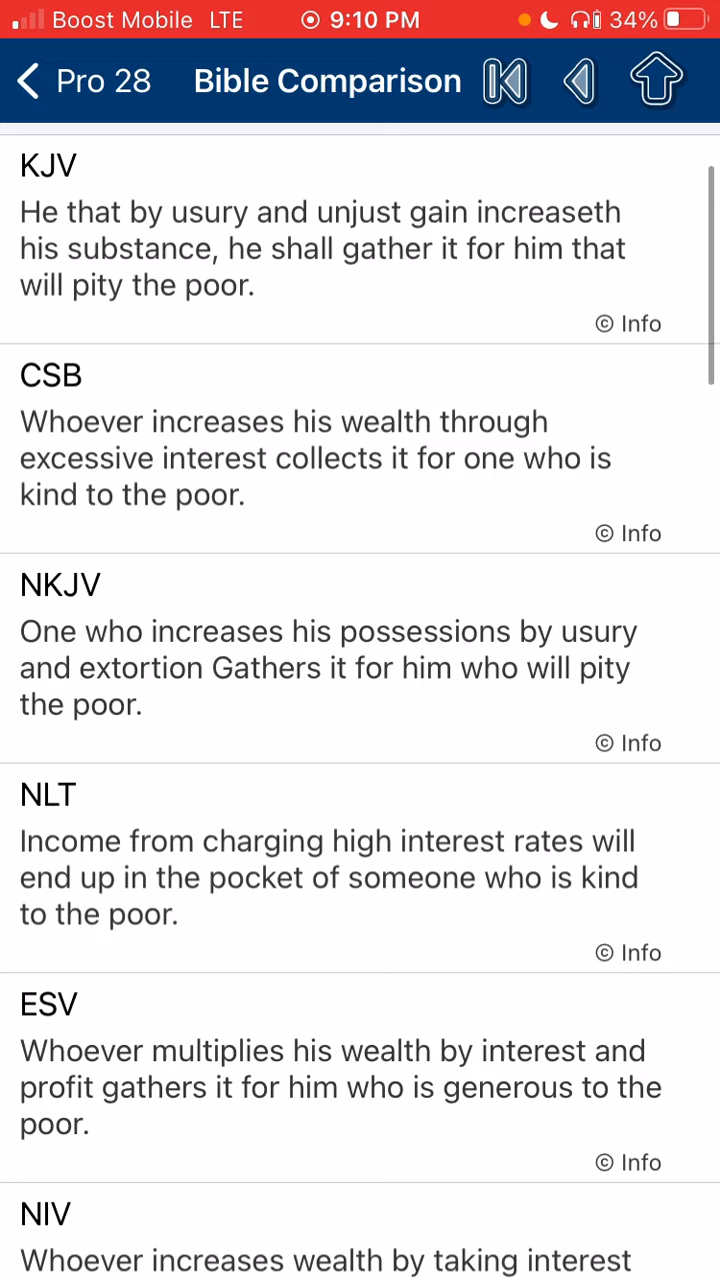 Boost Mobile LTE 9:10 PM 34%
Pro 28 Bible Comparison
KJV
He that by usury and unjust gain increaseth
his substance, he shall gather it for him that
will pity the poor.
© Info
CSB
Whoever increases his wealth through
excessive interest collects it for one who is
kind to the poor.
© Info
NKJV
One who increases his possessions by usury
and extortion Gathers it for him who will pity
the poor.
© Info
NLT
Income from charging high interest rates will
end up in the pocket of someone who is kind
to the poor.
© Info
ESV
Whoever multiplies his wealth by interest and
profit gathers it for him who is generous to the
poor.
© Info
NIV
Whoever increases wealth by taking interest